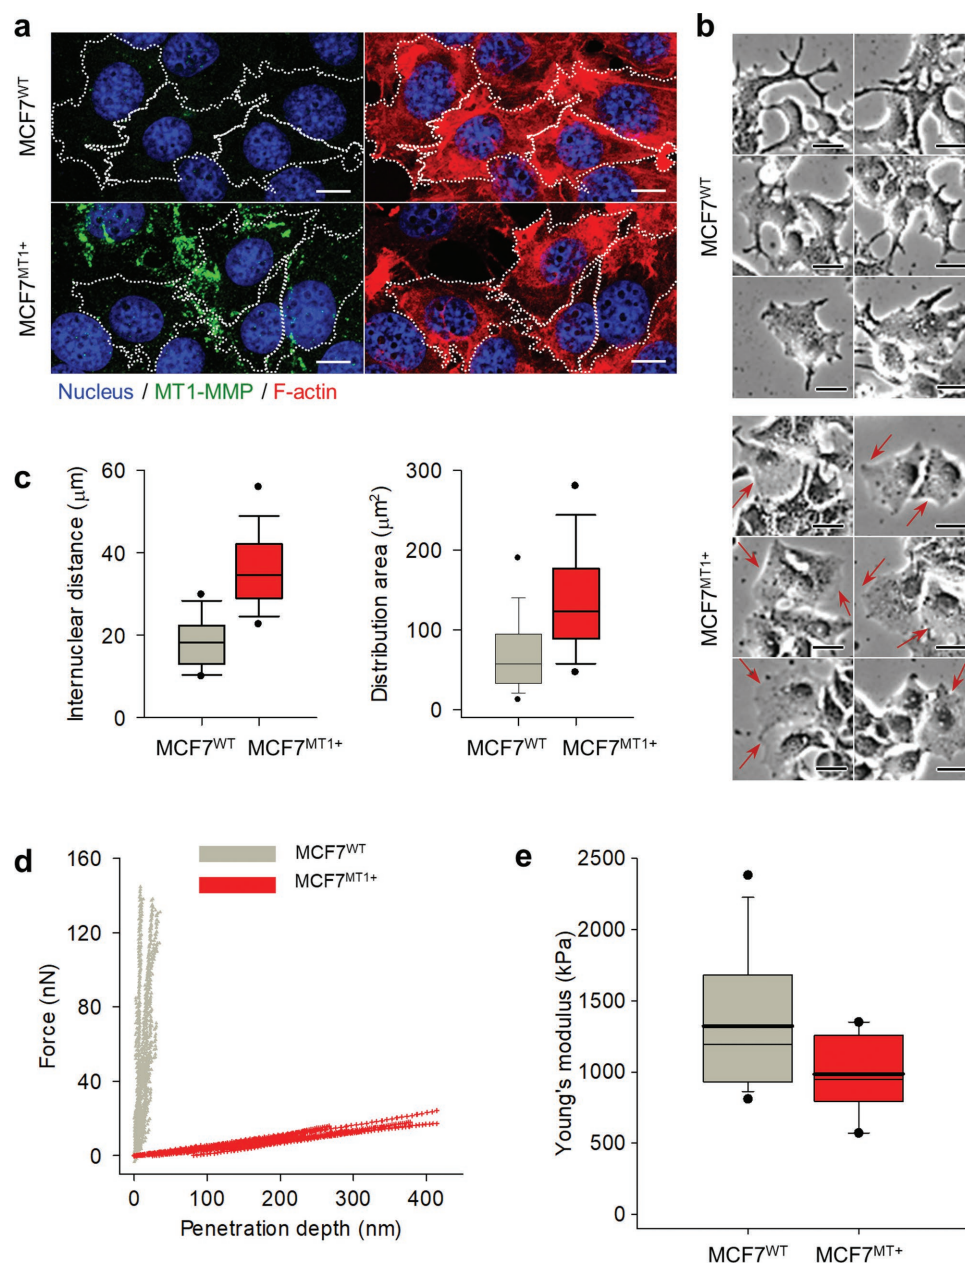 a
MCF7WT
MCF7MT1+
Nucleus / MT1-MMP / F-actin
b
MCF7WT
MCF7MT1+
c
Internuclear distance (μm)
60
40
20
0
MCF7WT
MCF7MT1+
Distribution area (μm2)
300
200
100
0
MCF7WT
MCF7MT1+
d
MCF7WT
MCF7MT1+
Force (nN)
160
120
80
40
0
0 100 200 300 400
Penetration depth (nm)
e
Young's modulus (kPa)
2500
2000
1500
1000
500
0
MCF7WT
MCF7MT+